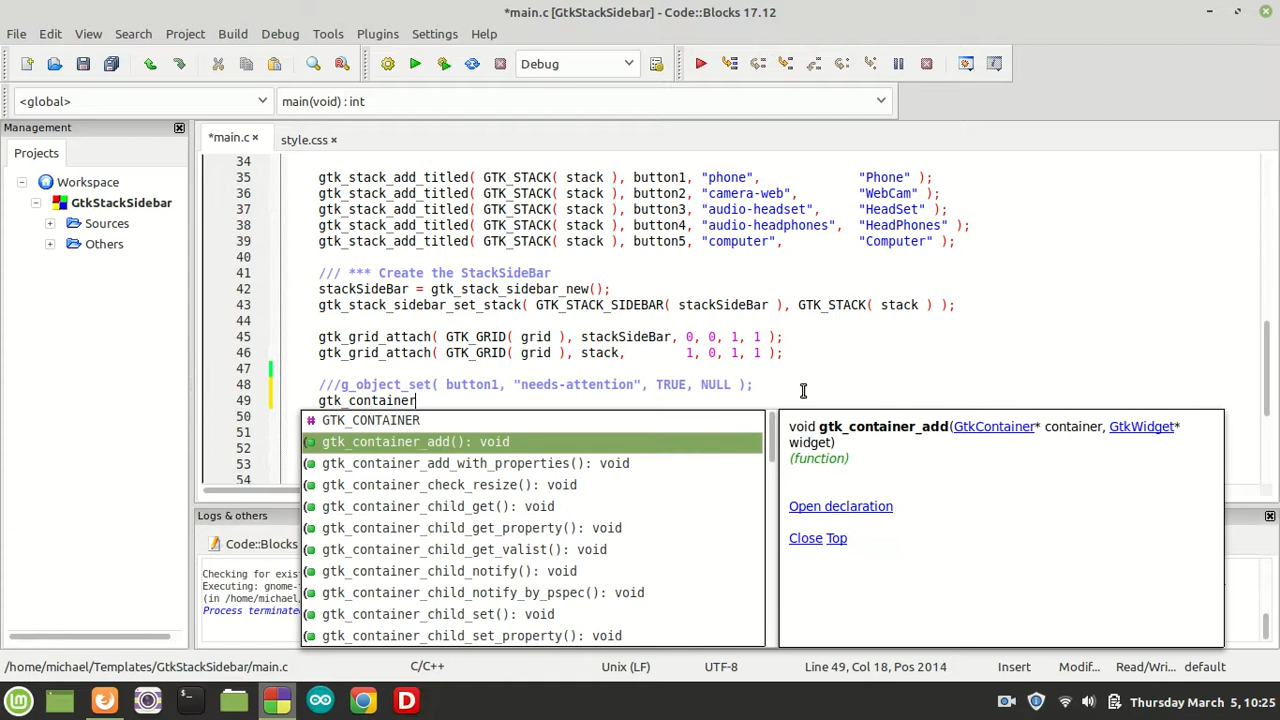 *main.c [GtkStackSidebar] - Code::Blocks 17.12
File Edit View Search Project Build Debug Tools Plugins Settings Help
Debug
<global> main(void) : int
Management
Projects
*main.c style.css
Workspace
GtkStackSidebar
Sources
Others
34
35 gtk_stack_add_titled( GTK_STACK( stack ), button1, "phone", "Phone" );
36 gtk_stack_add_titled( GTK_STACK( stack ), button2, "camera-web", "WebCam" );
37 gtk_stack_add_titled( GTK_STACK( stack ), button3, "audio-headset", "HeadSet" );
38 gtk_stack_add_titled( GTK_STACK( stack ), button4, "audio-headphones", "HeadPhones" );
39 gtk_stack_add_titled( GTK_STACK( stack ), button5, "computer", "Computer" );
40
41 /// *** Create the StackSideBar
42 stackSideBar = gtk_stack_sidebar_new();
43 gtk_stack_sidebar_set_stack( GTK_STACK_SIDEBAR( stackSideBar ), GTK_STACK( stack ) );
44
45 gtk_grid_attach( GTK_GRID( grid ), stackSideBar, 0, 0, 1, 1 );
46 gtk_grid_attach( GTK_GRID( grid ), stack, 1, 0, 1, 1 );
47
48 ///g_object_set( button1, "needs-attention", TRUE, NULL );
49 gtk_container
50
51
52
53
54
# GTK_CONTAINER
gtk_container_add(): void
gtk_container_add_with_properties(): void
gtk_container_check_resize(): void
gtk_container_child_get(): void
gtk_container_child_get_property(): void
gtk_container_child_get_valist(): void
gtk_container_child_notify(): void
gtk_container_child_notify_by_pspec(): void
gtk_container_child_set(): void
gtk_container_child_set_property(): void
void gtk_container_add(GtkContainer* container, GtkWidget*
widget)
(function)
Open declaration
Close Top
Logs & others
Code::Blocks
Checking for exist
Executing: gnome-
(in /home/michael
Process terminated
/home/michael/Templates/GtkStackSidebar/main.c C/C++ Unix (LF) UTF-8 Line 49, Col 18, Pos 2014 Insert Modif... Read/Wri... default
Thursday March 5, 10:25